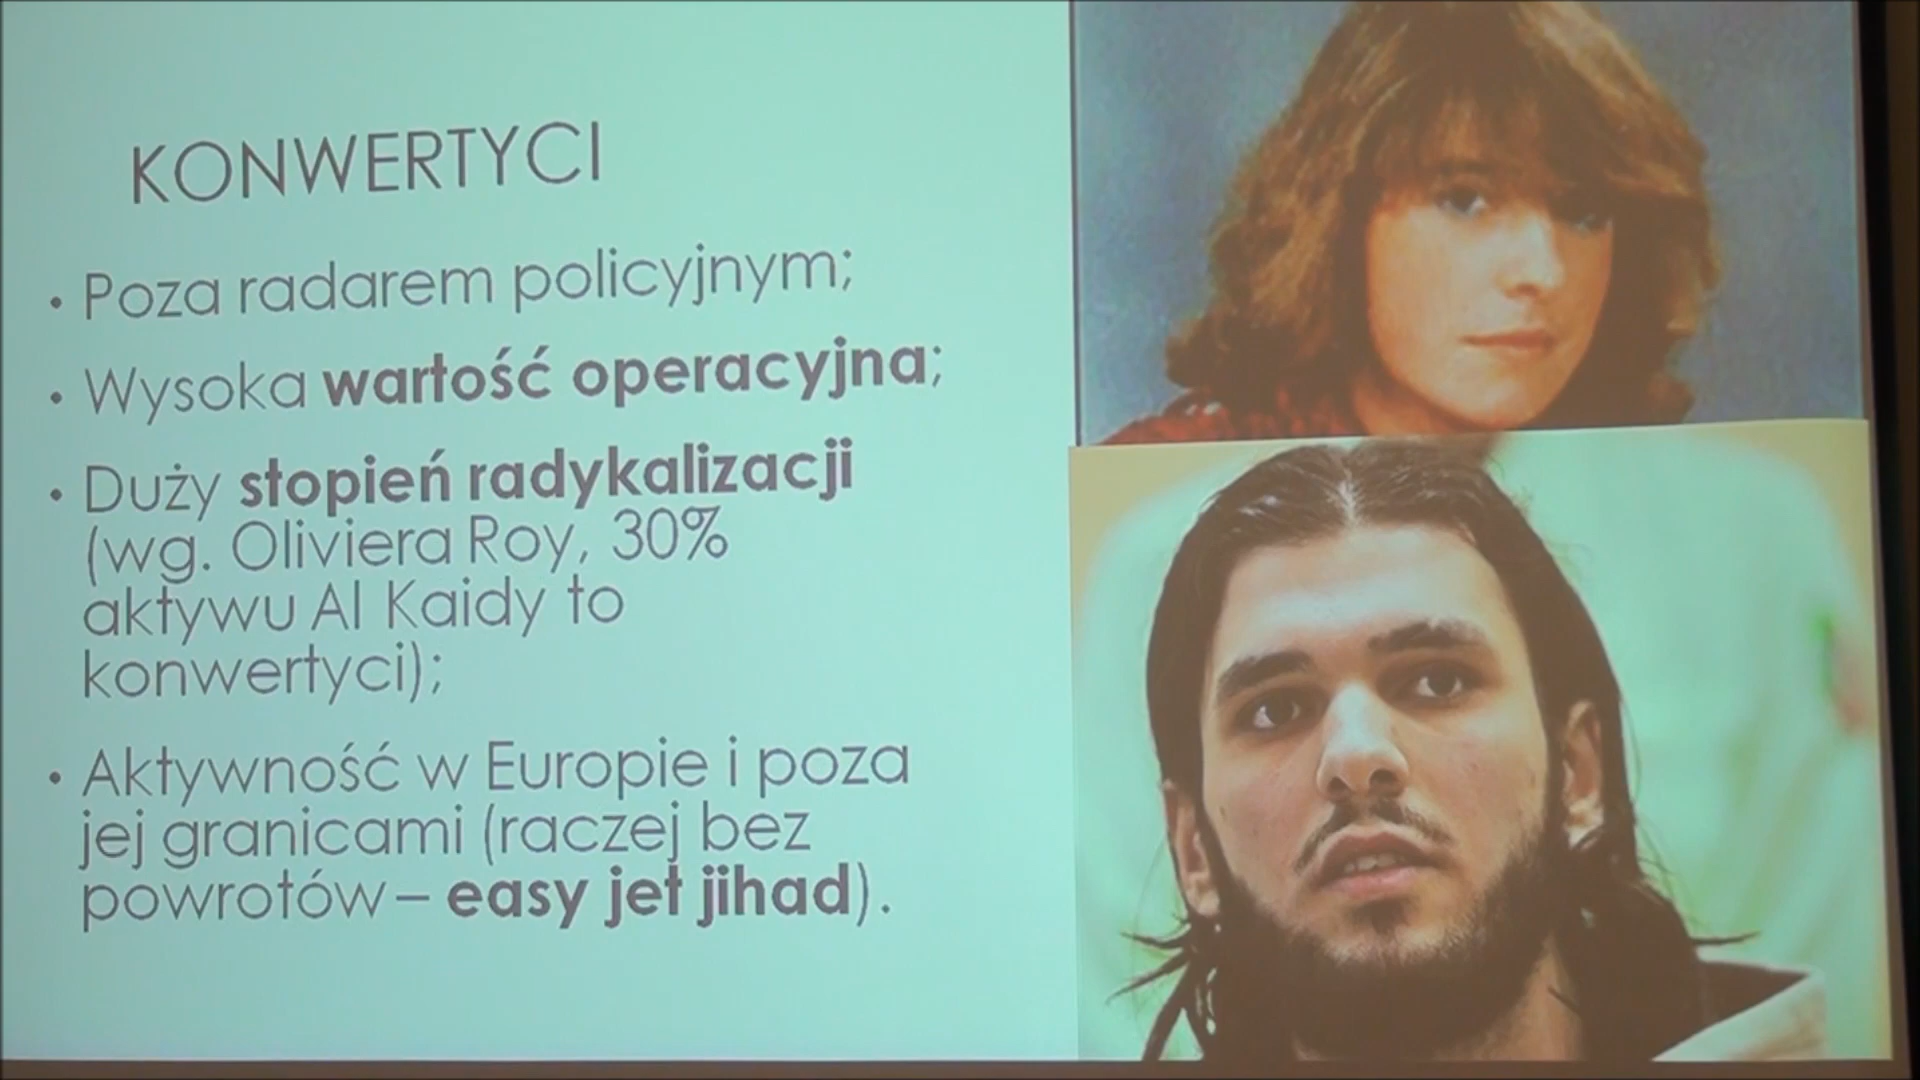 KONWERTYCI
• Poza radarem policyjnym;
• Wysoka wartość operacyjna;
• Duży stopień radykalizacji
(wg. Oliviera Roy, 30%
aktywu Al Kaidy to
konwertyci);
• Aktywność w Europie i poza
jej granicami (raczej bez
powrotów – easy jet jihad).